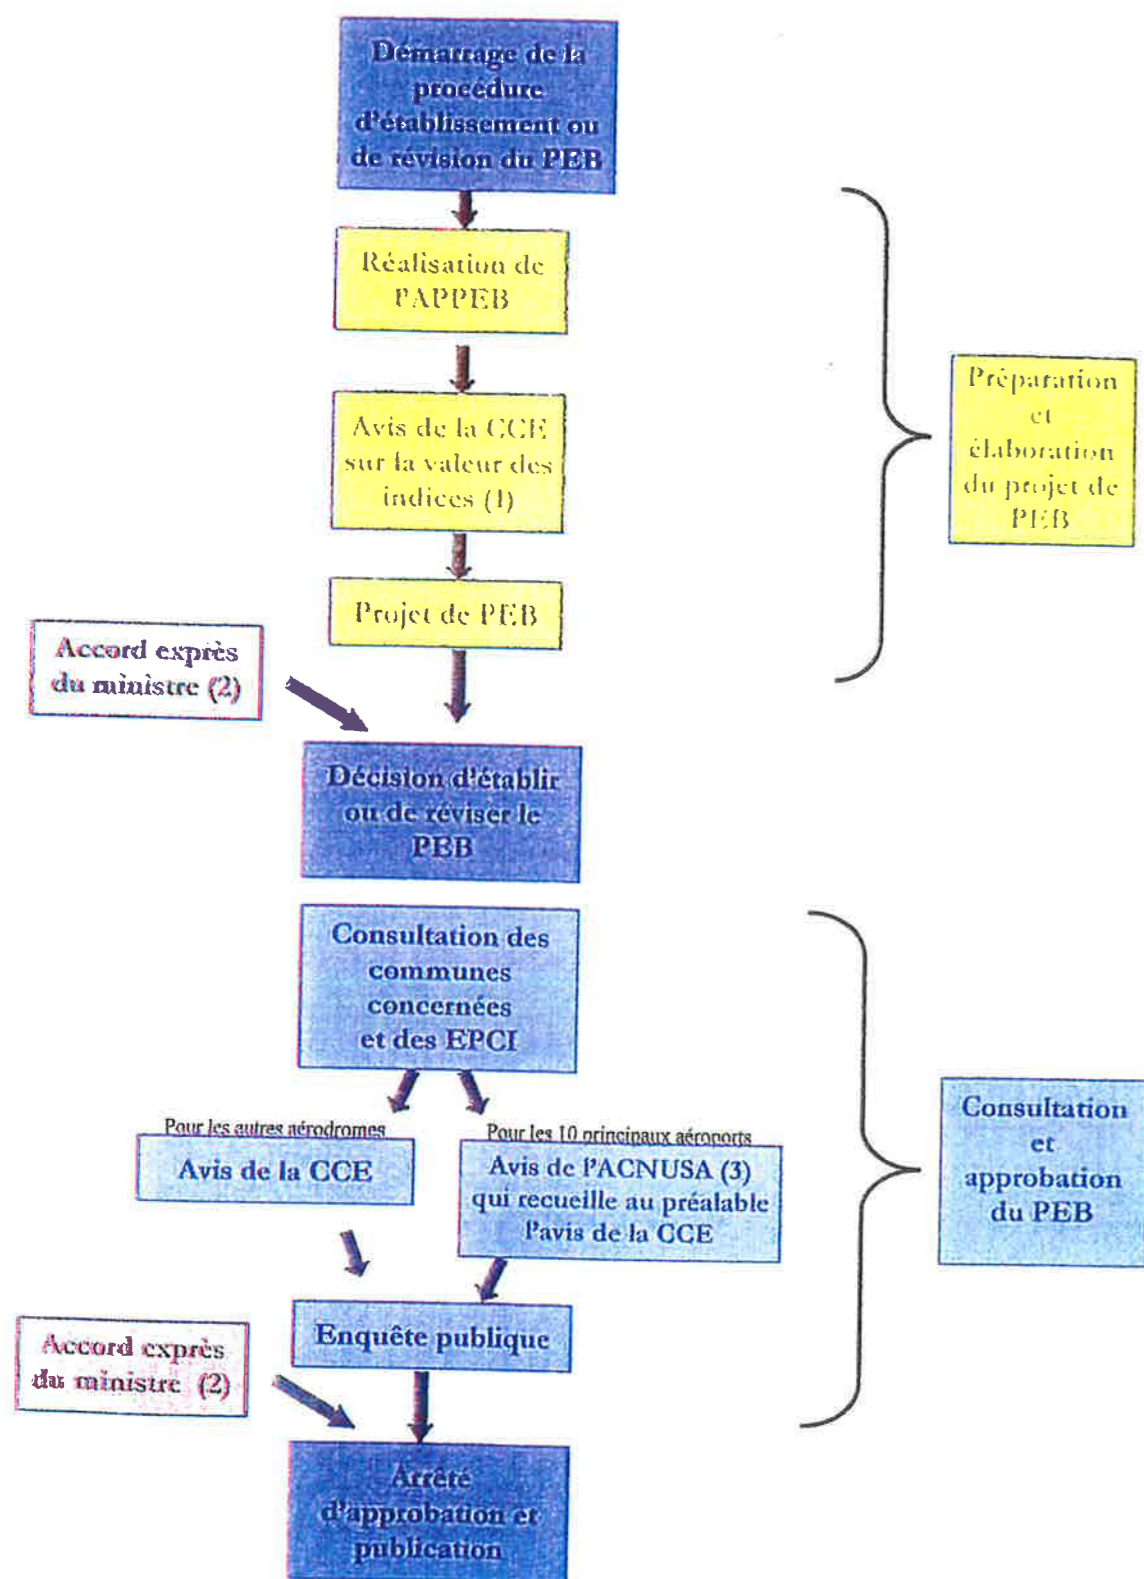 Démarrage de la
procédure
d'établissement ou
de révision du PEB
Réalisation de
l'APPEB
Avis de la CCE
sur la valeur des
indices (1)
Projet de PEB
Préparation
et
élaboration
du projet de
PEB
Accord exprès
du ministre (2)
Décision d'établir
ou de réviser le
PEB
Consultation des
communes
concernées
et des EPCI
Pour les autres aérodromes
Avis de la CCE
Pour les 10 principaux aéroports
Avis de l'ACNUSA (3)
qui recueille au préalable
l'avis de la CCE
Consultation
et
approbation
du PEB
Enquête publique
Accord exprès
du ministre (2)
Arrêté
d'approbation et
publication